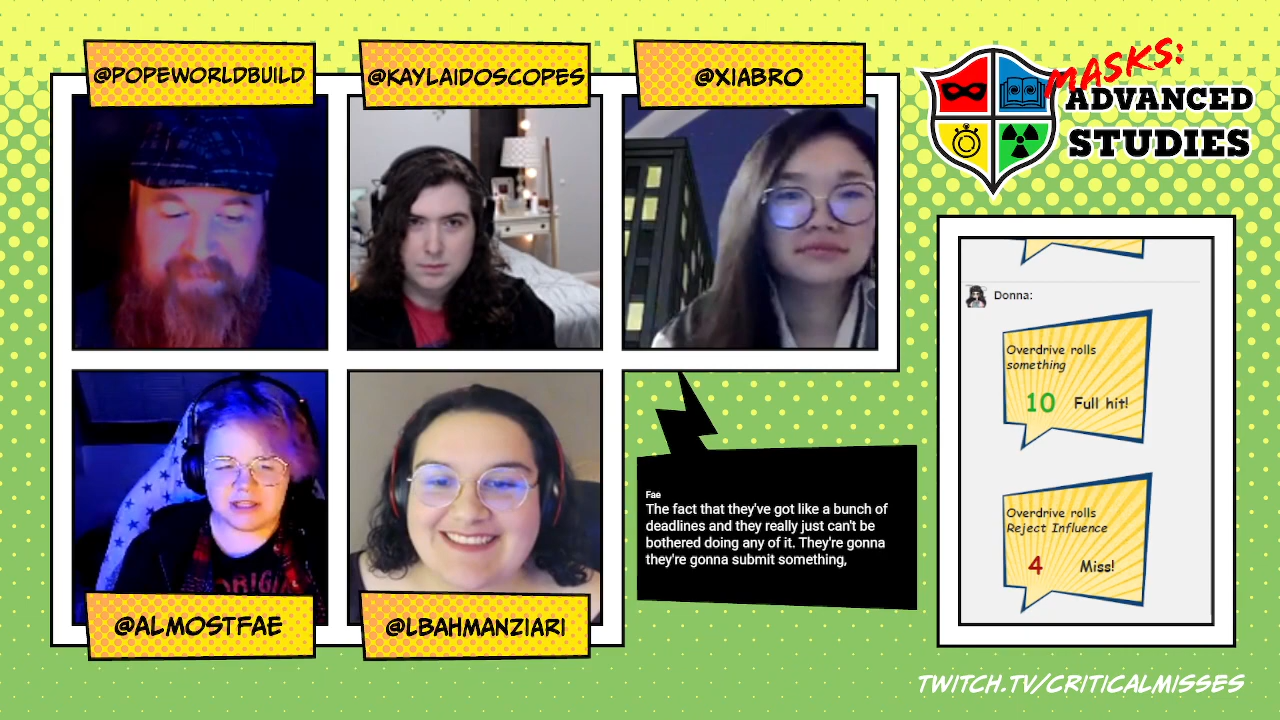 @POPEWORLDBUILD
@KAYLAIDOSCOPES
@XIABRO
MASKS:
ADVANCED
STUDIES
Donna:
Overdrive rolls
something
10 Full hit!
Overdrive rolls
Reject Influence
4 Miss!
Fae
The fact that they've got like a bunch of
deadlines and they really just can't be
bothered doing any of it. They're gonna
they're gonna submit something,
ORIGI
@ALMOSTFAE
@LBAHMANZIARI
TWITCH.TV/CRITICALMISSES